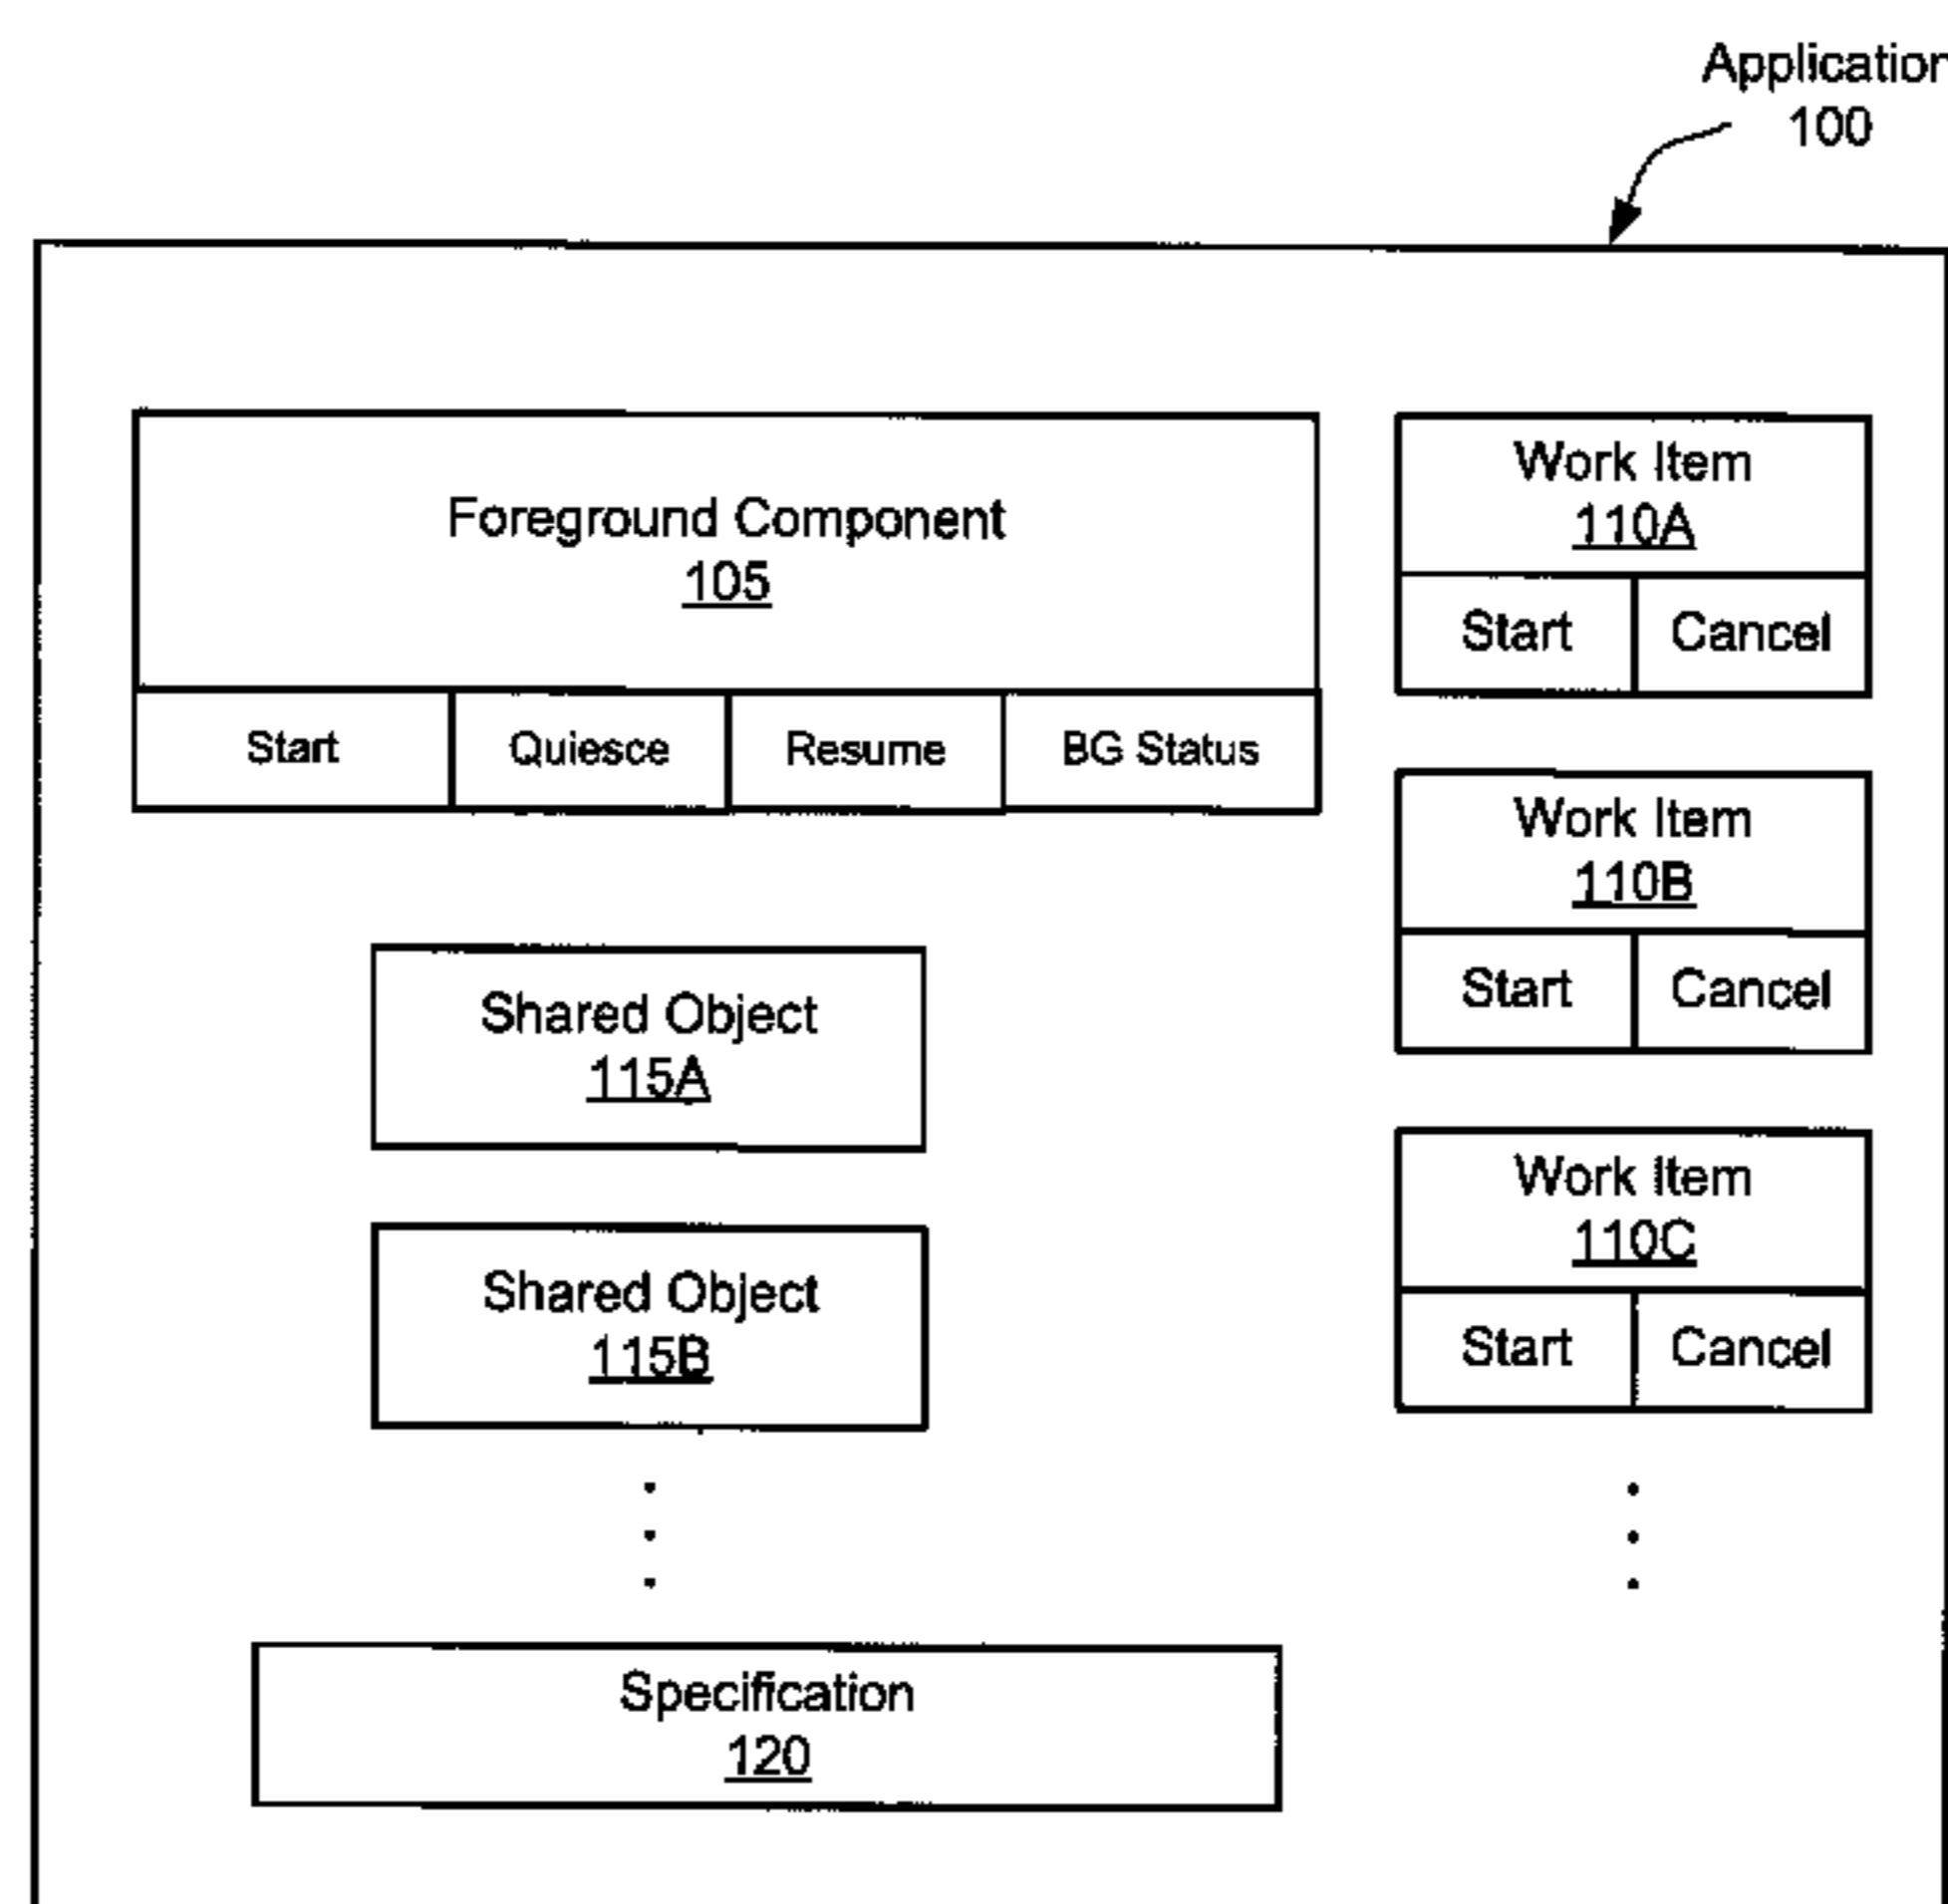 Application
100
Foreground Component
105
Start
Quiesce
Resume
BG Status
Work Item
110A
Start
Cancel
Work Item
110B
Start
Cancel
Shared Object
115A
Work Item
110C
Start
Cancel
Shared Object
115B
Specification
120